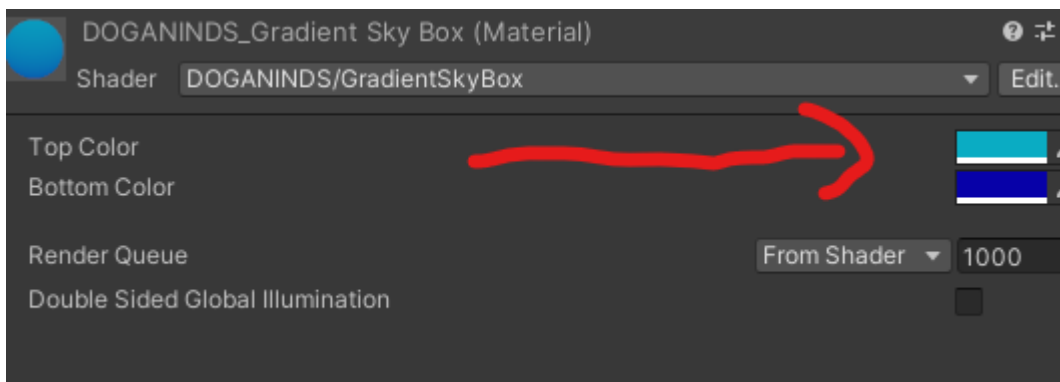 DOGANINDS_Gradient Sky Box (Material)
Shader DOGANINDS/GradientSkyBox Edit.
Top Color
Bottom Color
Render Queue From Shader 1000
Double Sided Global Illumination